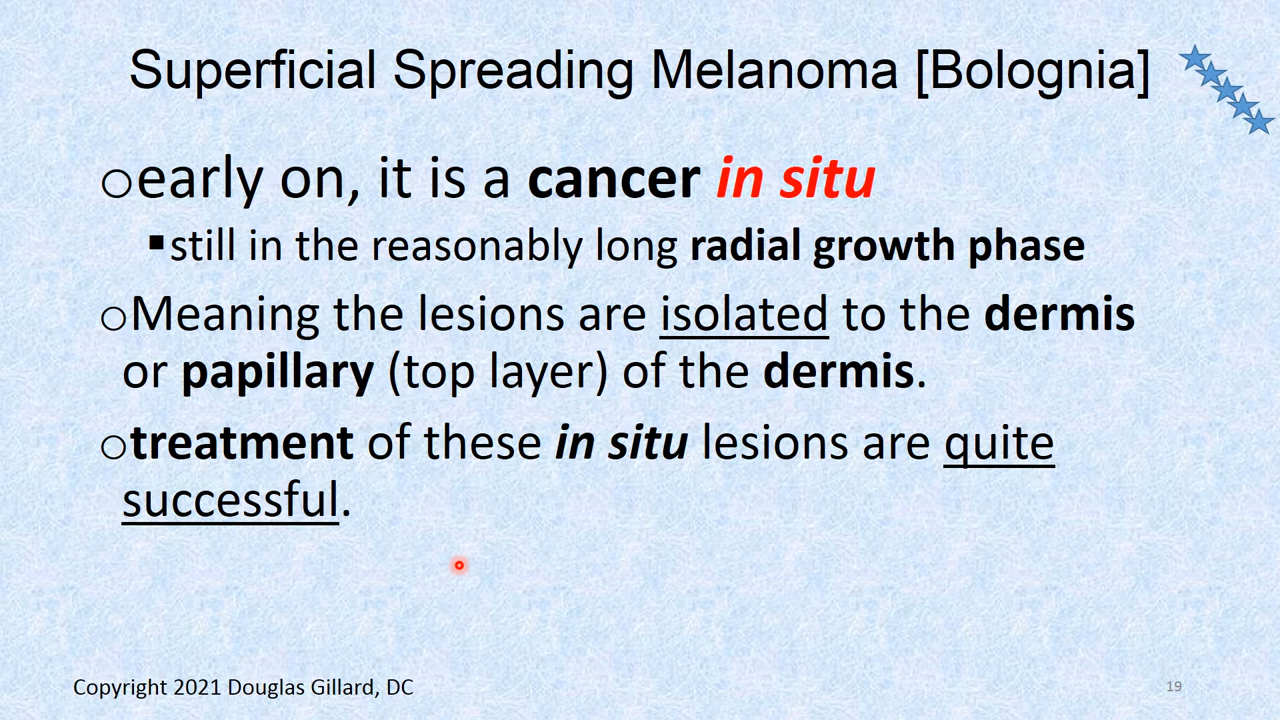 Superficial Spreading Melanoma [Bolognia]
oearly on, it is a cancer in situ
▪still in the reasonably long radial growth phase
oMeaning the lesions are isolated to the dermis
or papillary (top layer) of the dermis.
otreatment of these in situ lesions are quite
successful.
Copyright 2021 Douglas Gillard, DC
19